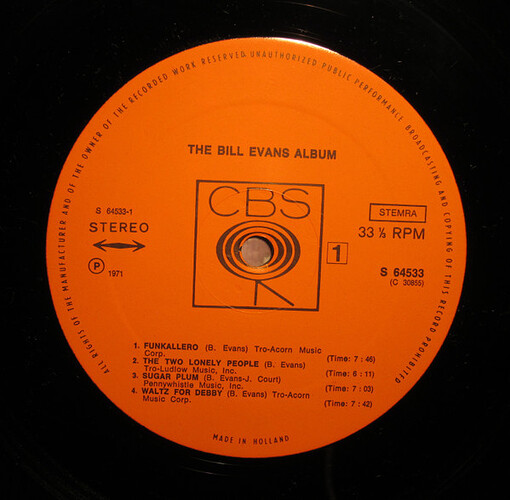 ALL RIGHTS OF THE MANUFACTURER AND OF THE OWNER OF THE RECORDED WORK RESERVED UNAUTHORIZED PUBLIC PERFORMANCE BROADCASTING AND COPYING OF THIS RECORD PROHIBITED
THE BILL EVANS ALBUM
CBS
S 64533-1
STEREO
STEMRA
33 ⅓ RPM
1
P 1971
S 64533
(C 30855)
1. FUNKALLERO (B. Evans) Tro-Acorn Music
Corp. (Time: 7 : 46)
2. THE TWO LONELY PEOPLE (B. Evans)
Tro-Ludlow Music, Inc. (Time: 6 : 11)
3. SUGAR PLUM (B. Evans-J. Court)
Pennywhistle Music, Inc. (Time: 7 : 03)
4. WALTZ FOR DEBBY (B. Evans) Tro-Acorn
Music Corp. (Time: 7 : 42)
MADE IN HOLLAND